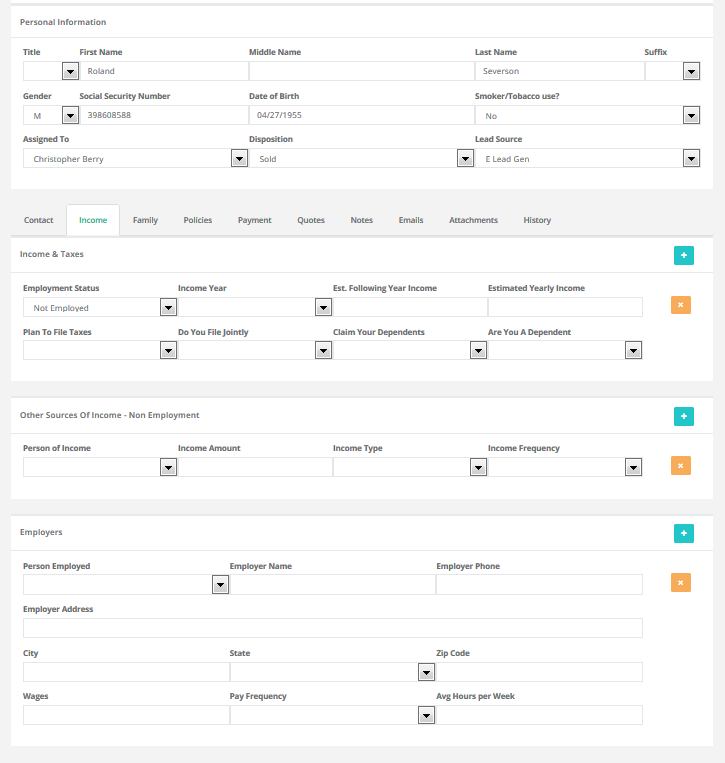 Personal Information
Title First Name Middle Name Last Name Suffix
Roland Severson
Gender Social Security Number Date of Birth Smoker/Tobacco use?
M 398608588 04/27/1955 No
Assigned To Disposition Lead Source
Christopher Berry Sold E Lead Gen
Contact Income Family Policies Payment Quotes Notes Emails Attachments History
Income & Taxes
Employment Status Income Year Est. Following Year Income Estimated Yearly Income
Not Employed
Plan To File Taxes Do You File Jointly Claim Your Dependents Are You A Dependent
Other Sources Of Income - Non Employment
Person of Income Income Amount Income Type Income Frequency
Employers
Person Employed Employer Name Employer Phone
Employer Address
City State Zip Code
Wages Pay Frequency Avg Hours per Week